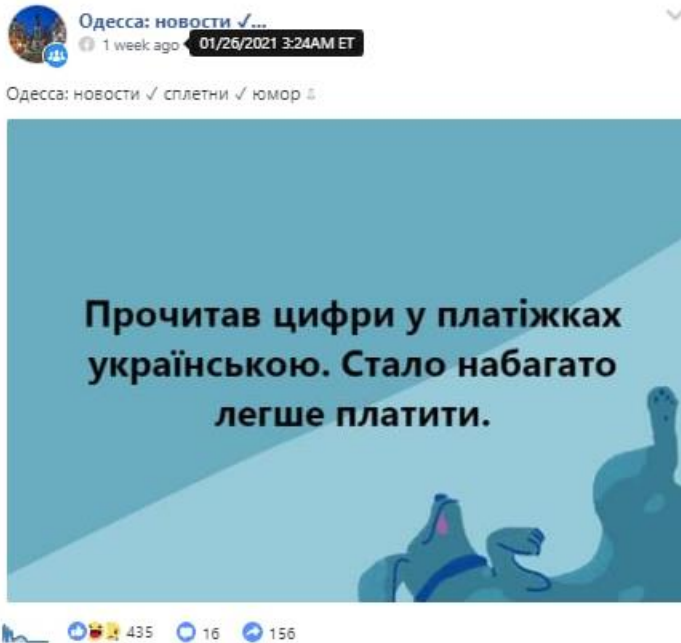 Одесса: новости ✓...
1 week ago 01/26/2021 3:24AM ET
Одесса: новости ✓ сплетни ✓ юмор
Прочитав цифри у платіжках
українською. Стало набагато
легше платити.
435 16 156